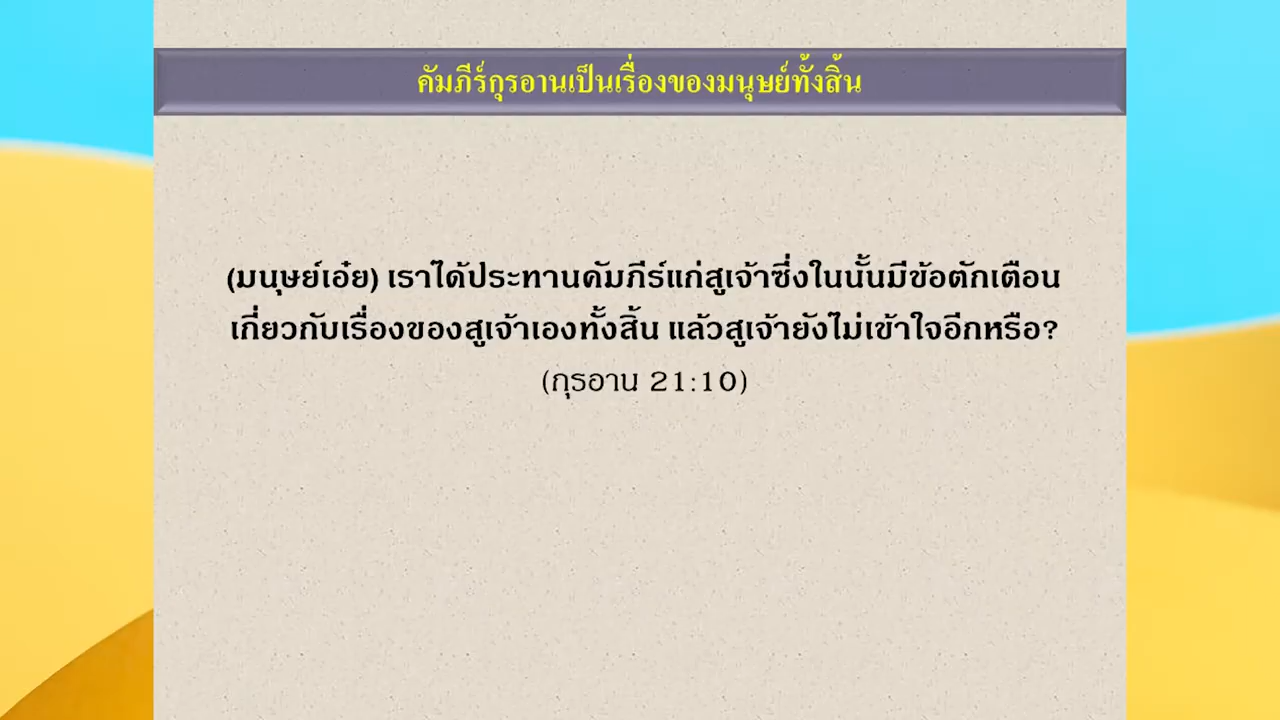 คัมภีร์กุรอานเป็นเรื่องของมนุษย์ทั้งสิ้น
(มนุษย์เอ๋ย) เราได้ประทานคัมภีร์แก่สูเจ้าซึ่งในนั้นมีข้อตักเตือน
เกี่ยวกับเรื่องของสูเจ้าเองทั้งสิ้น แล้วสูเจ้ายังไม่เข้าใจอีกหรือ?
(กุรอาน 21:10)